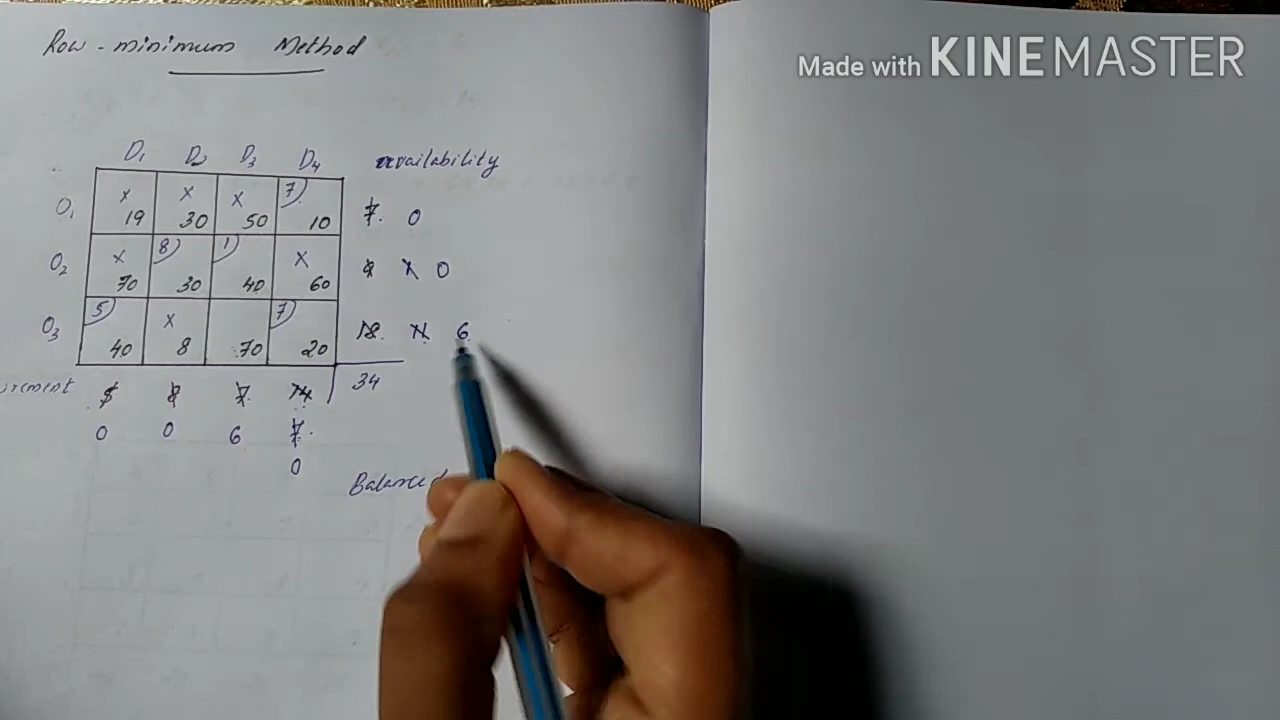 Row - minimum Method
Made with KINEMASTER
D1 D2 D3 D4 availability
O1 x 19 x 30 x 50 7 10 7 0
O2 x 70 8 30 1 40 x 60 9 1 0
O3 5 40 x 8 70 7 20 18 11 6
irement 5 8 7 14 34
0 0 6 7
0
Balanced